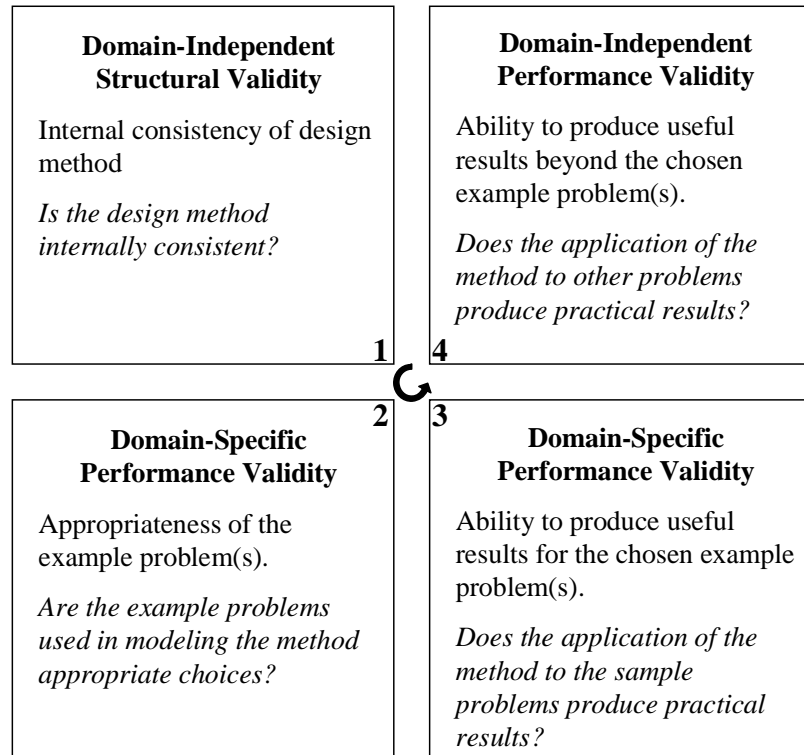 Domain-Independent
Structural Validity
Internal consistency of design
method
Is the design method
internally consistent?
1
Domain-Independent
Performance Validity
Ability to produce useful
results beyond the chosen
example problem(s).
Does the application of the
method to other problems
produce practical results?
4
2
Domain-Specific
Performance Validity
Appropriateness of the
example problem(s).
Are the example problems
used in modeling the method
appropriate choices?
3
Domain-Specific
Performance Validity
Ability to produce useful
results for the chosen example
problem(s).
Does the application of the
method to the sample
problems produce practical
results?